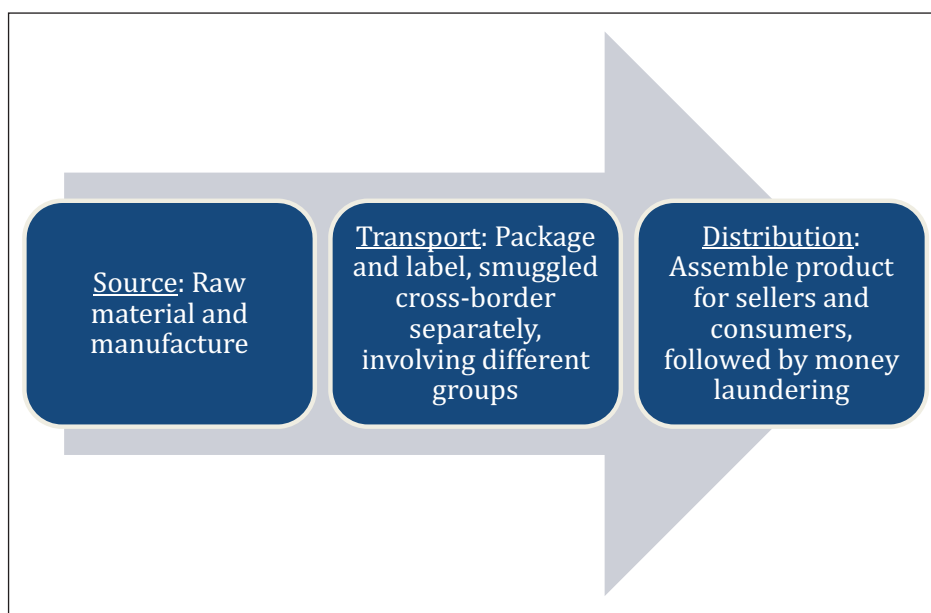 Source: Raw
material and
manufacture
Transport: Package
and label, smuggled
cross-border
separately,
involving different
groups
Distribution:
Assemble product
for sellers and
consumers,
followed by money
laundering